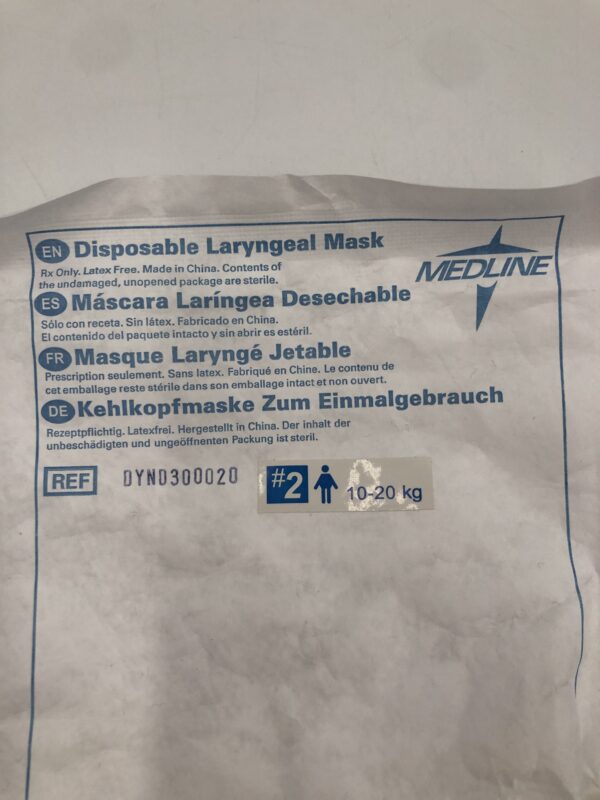 EN Disposable Laryngeal Mask
Rx Only. Latex Free. Made in China. Contents of
the undamaged, unopened package are sterile.
MEDLINE
ES Máscara Laríngea Desechable
Sólo con receta. Sin látex. Fabricado en China.
El contenido del paquete intacto y sin abrir es estéril.
FR Masque Laryngé Jetable
Prescription seulement. Sans latex. Fabriqué en Chine. Le contenu de
cet emballage reste stérile dans son emballage intact et non ouvert.
DE Kehlkopfmaske Zum Einmalgebrauch
Rezeptpflichtig. Latexfrei. Hergestellt in China. Der inhalt der
unbeschädigten und ungeöffnenten Packung ist steril.
REF DYND300020 #2 10-20 kg